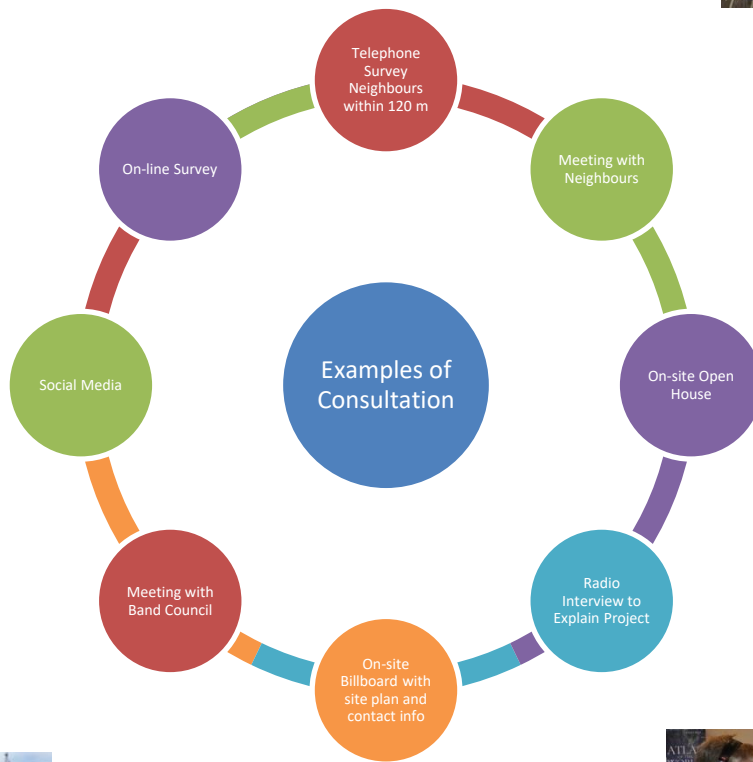 Telephone
Survey
Neighbours
within 120 m
Meeting with
Neighbours
On-site Open
House
Radio
Interview to
Explain Project
On-site
Billboard with
site plan and
contact info
Meeting with
Band Council
Social Media
On-line Survey
Examples of
Consultation
ATLA